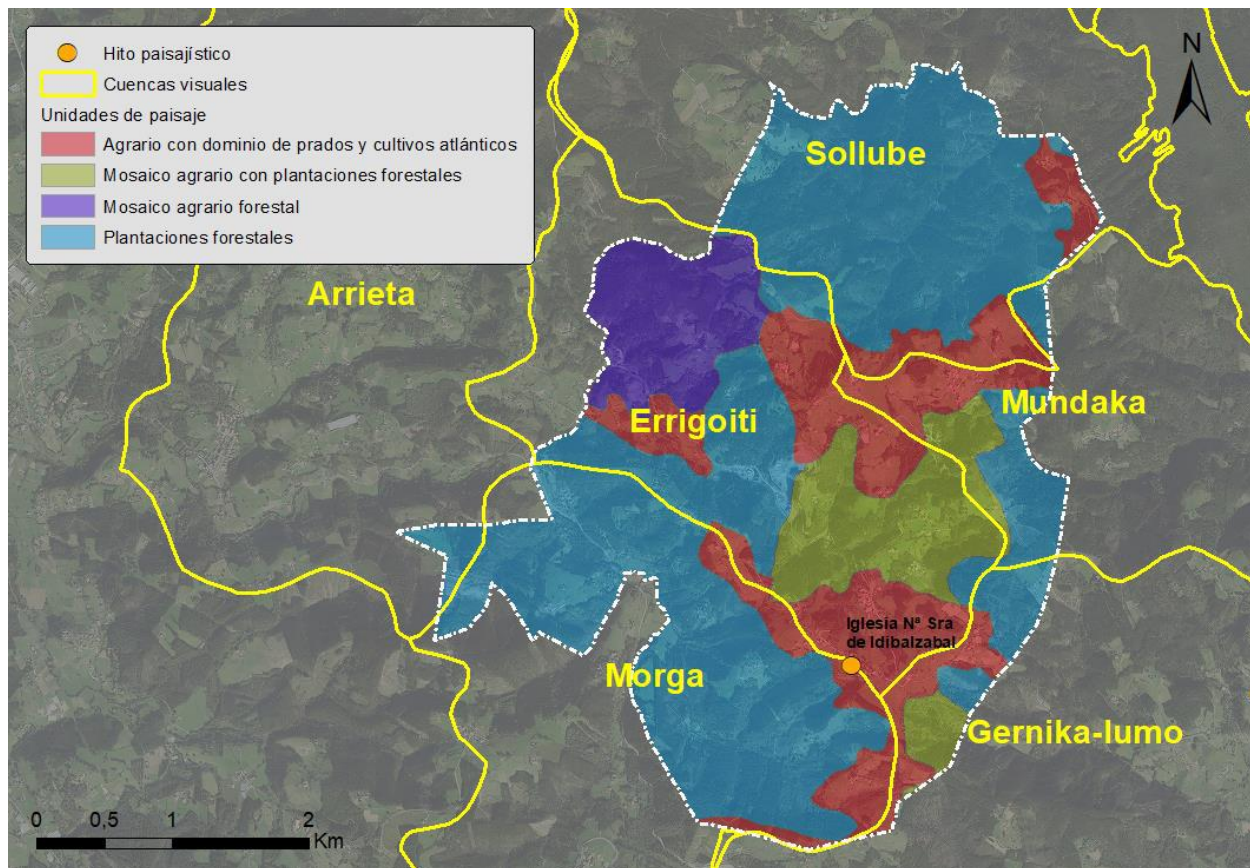 Hito paisajístico
Cuencas visuales
Unidades de paisaje
Agrario con dominio de prados y cultivos atlánticos
Mosaico agrario con plantaciones forestales
Mosaico agrario forestal
Plantaciones forestales
N
Sollube
Arrieta
Errigoiti
Mundaka
Iglesia Nª Sra
de Idibalzabal
Morga
Gernika-lumo
0 0,5 1 2
Km